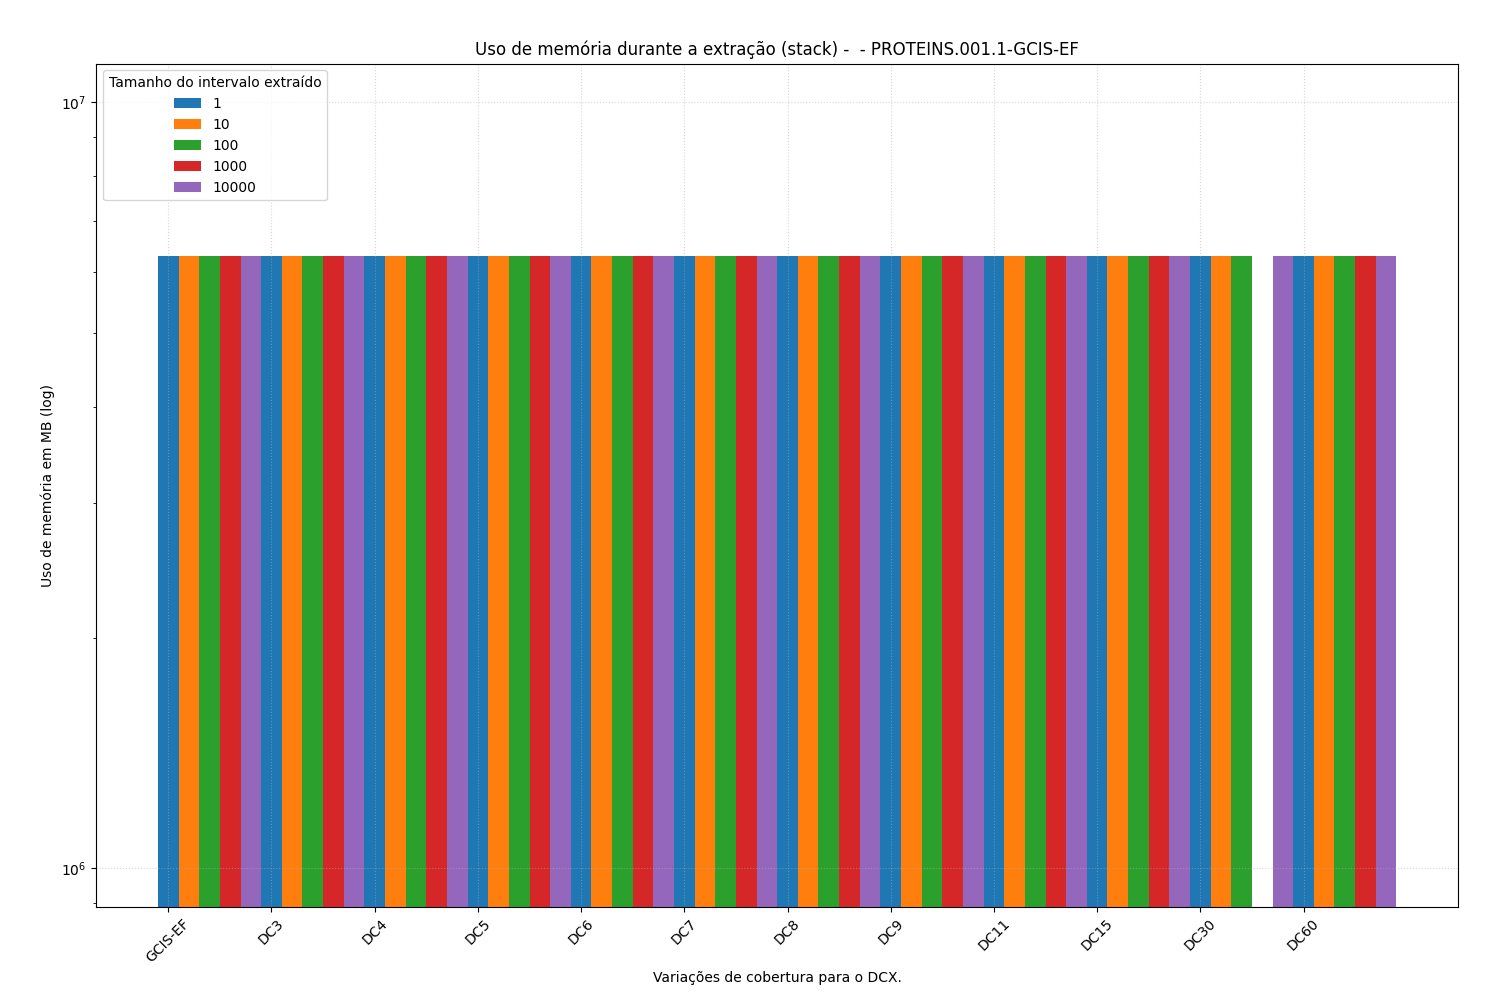 Uso de memória durante a extração (stack) -  - PROTEINS.001.1-GCIS-EF
Tamanho do intervalo extraído
1
10
100
1000
10000
10⁷
10⁶
Uso de memória em MB (log)
GCIS-EF
DC3
DC4
DC5
DC6
DC7
DC8
DC9
DC11
DC15
DC30
DC60
Variações de cobertura para o DCX.